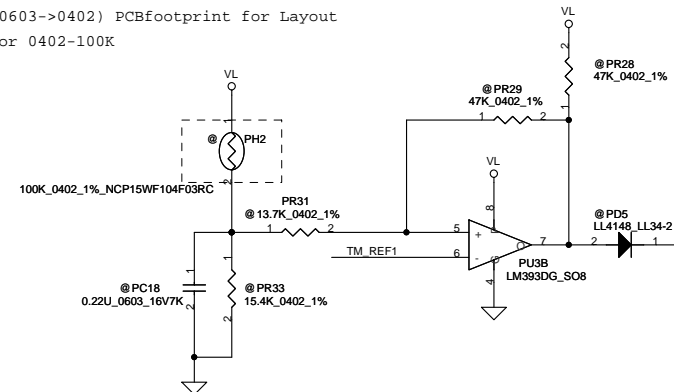 0603->0402) PCBfootprint for Layout
or 0402-100K
VL
@PR28
47K_0402_1%
2
1
@PR29
47K_0402_1%
1
2
VL
1
@
PH2
2
100K_0402_1%_NCP15WF104F03RC
PR31
@13.7K_0402_1%
1
2
VL
8
P
5
+
6
-
O
7
G
4
TM_REF1
PU3B
LM393DG_SO8
@PD5
LL4148_LL34-2
2
1
1
@PC18
0.22U_0603_16V7K
2
1
@PR33
15.4K_0402_1%
2